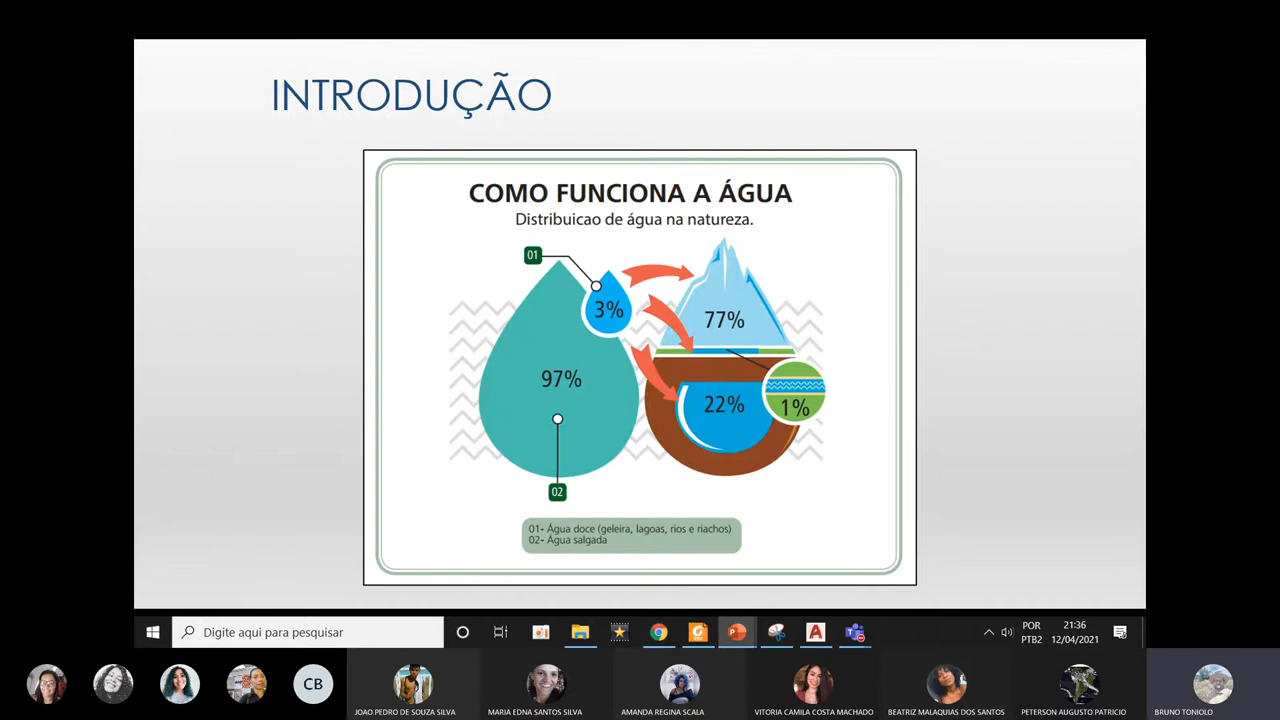 INTRODUÇÃO
COMO FUNCIONA A ÁGUA
Distribuicao de água na natureza.
01
3%
77%
97%
22%
1%
02
01- Água doce (geleira, lagoas, rios e riachos)
02- Água salgada
Digite aqui para pesquisar
POR
PTB2
21:36
12/04/2021
CB
JOAO PEDRO DE SOUZA SILVA
MARIA EDNA SANTOS SILVA
AMANDA REGINA SCALA
VITORIA CAMILA COSTA MACHADO
BEATRIZ MALAQUIAS DOS SANTOS
PETERSON AUGUSTO PATRICIO
BRUNO TONIOLO